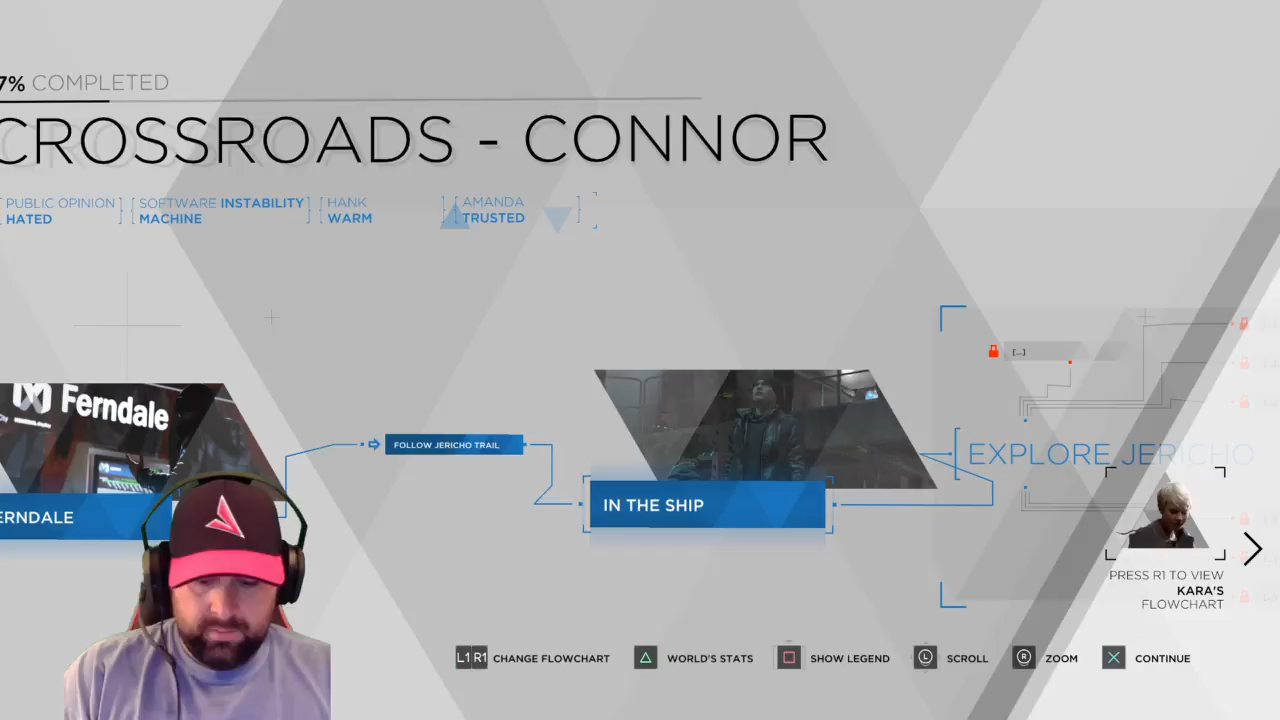 7% COMPLETED
CROSSROADS - CONNOR
PUBLIC OPINION
HATED
SOFTWARE INSTABILITY
MACHINE
HANK
WARM
AMANDA
TRUSTED
[...]
Ferndale
FOLLOW JERICHO TRAIL
EXPLORE JERICHO
IN THE SHIP
ERNDALE
PRESS R1 TO VIEW
KARA'S
FLOWCHART
L1 R1 CHANGE FLOWCHART
WORLD'S STATS
SHOW LEGEND
L SCROLL
R ZOOM
CONTINUE